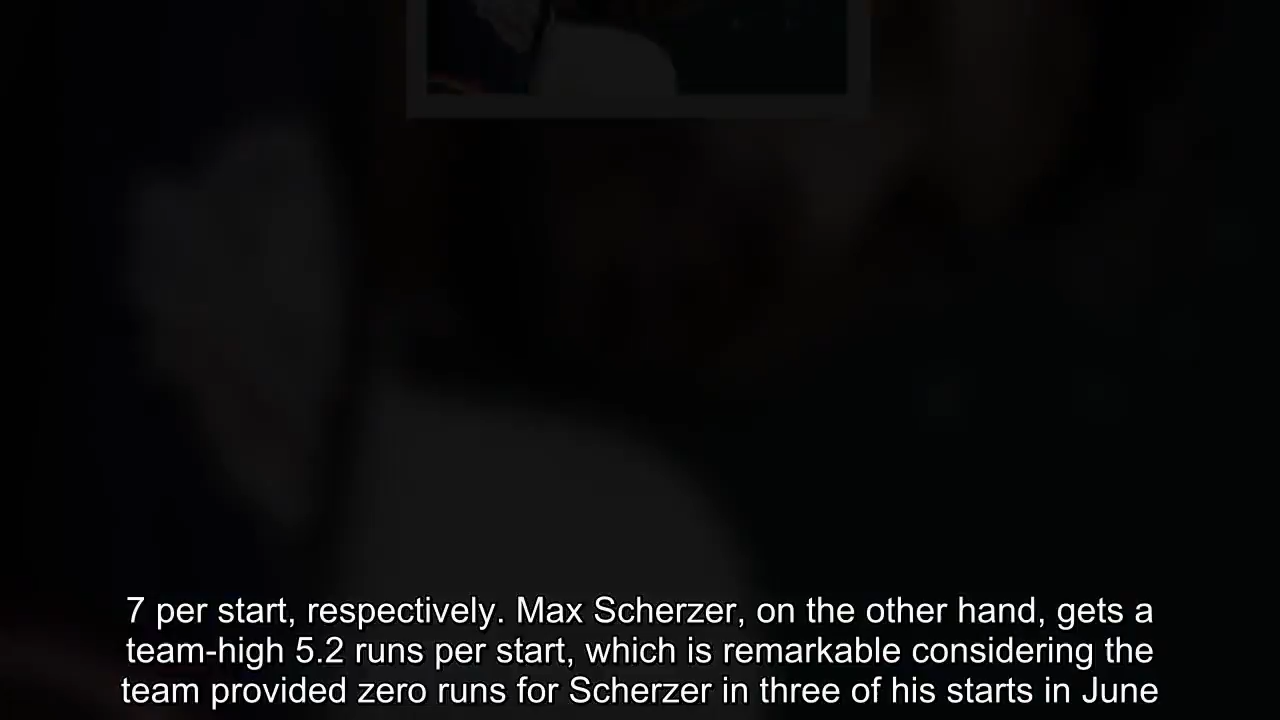 7 per start, respectively. Max Scherzer, on the other hand, gets a
team-high 5.2 runs per start, which is remarkable considering the
team provided zero runs for Scherzer in three of his starts in June